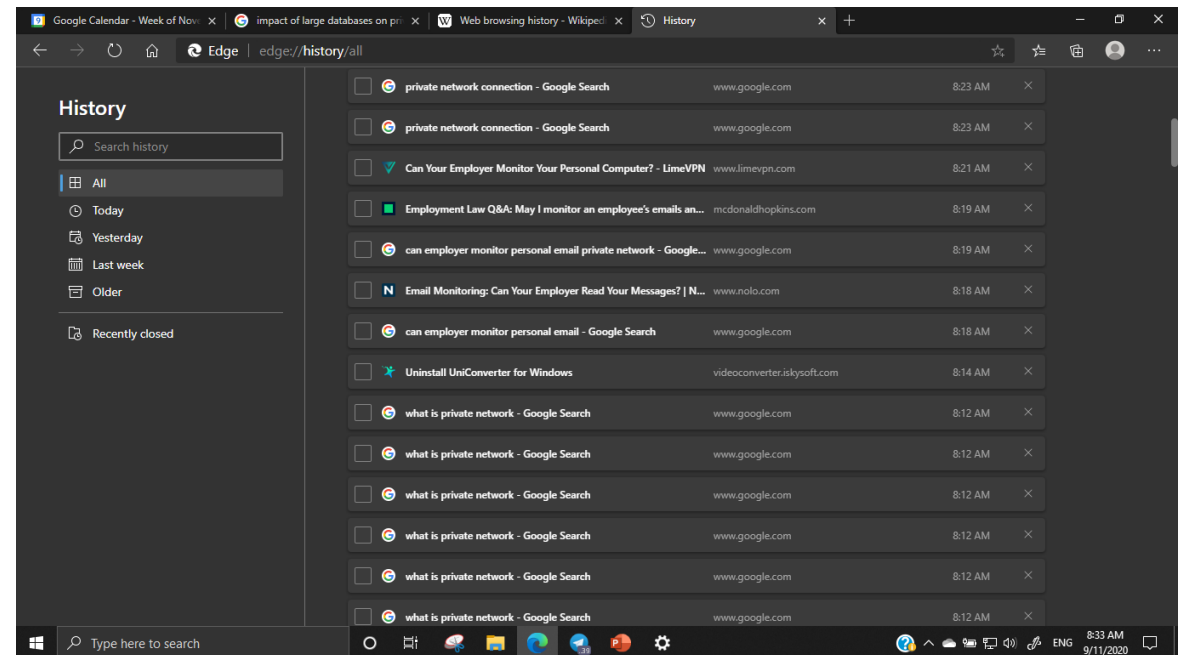 Google Calendar - Week of Nove
impact of large databases on pri
Web browsing history - Wikipedi
History
Edge edge://history/all
History
Search history
All
Today
Yesterday
Last week
Older
Recently closed
private network connection - Google Search www.google.com 8:23 AM
private network connection - Google Search www.google.com 8:23 AM
Can Your Employer Monitor Your Personal Computer? - LimeVPN www.limevpn.com 8:21 AM
Employment Law Q&A: May I monitor an employee's emails an... mcdonaldhopkins.com 8:19 AM
can employer monitor personal email private network - Google... www.google.com 8:19 AM
Email Monitoring: Can Your Employer Read Your Messages? | N... www.nolo.com 8:18 AM
can employer monitor personal email - Google Search www.google.com 8:18 AM
Uninstall UniConverter for Windows videoconverter.iskysoft.com 8:14 AM
what is private network - Google Search www.google.com 8:12 AM
what is private network - Google Search www.google.com 8:12 AM
what is private network - Google Search www.google.com 8:12 AM
what is private network - Google Search www.google.com 8:12 AM
what is private network - Google Search www.google.com 8:12 AM
what is private network - Google Search www.google.com 8:12 AM
Type here to search
ENG
8:33 AM
9/11/2020